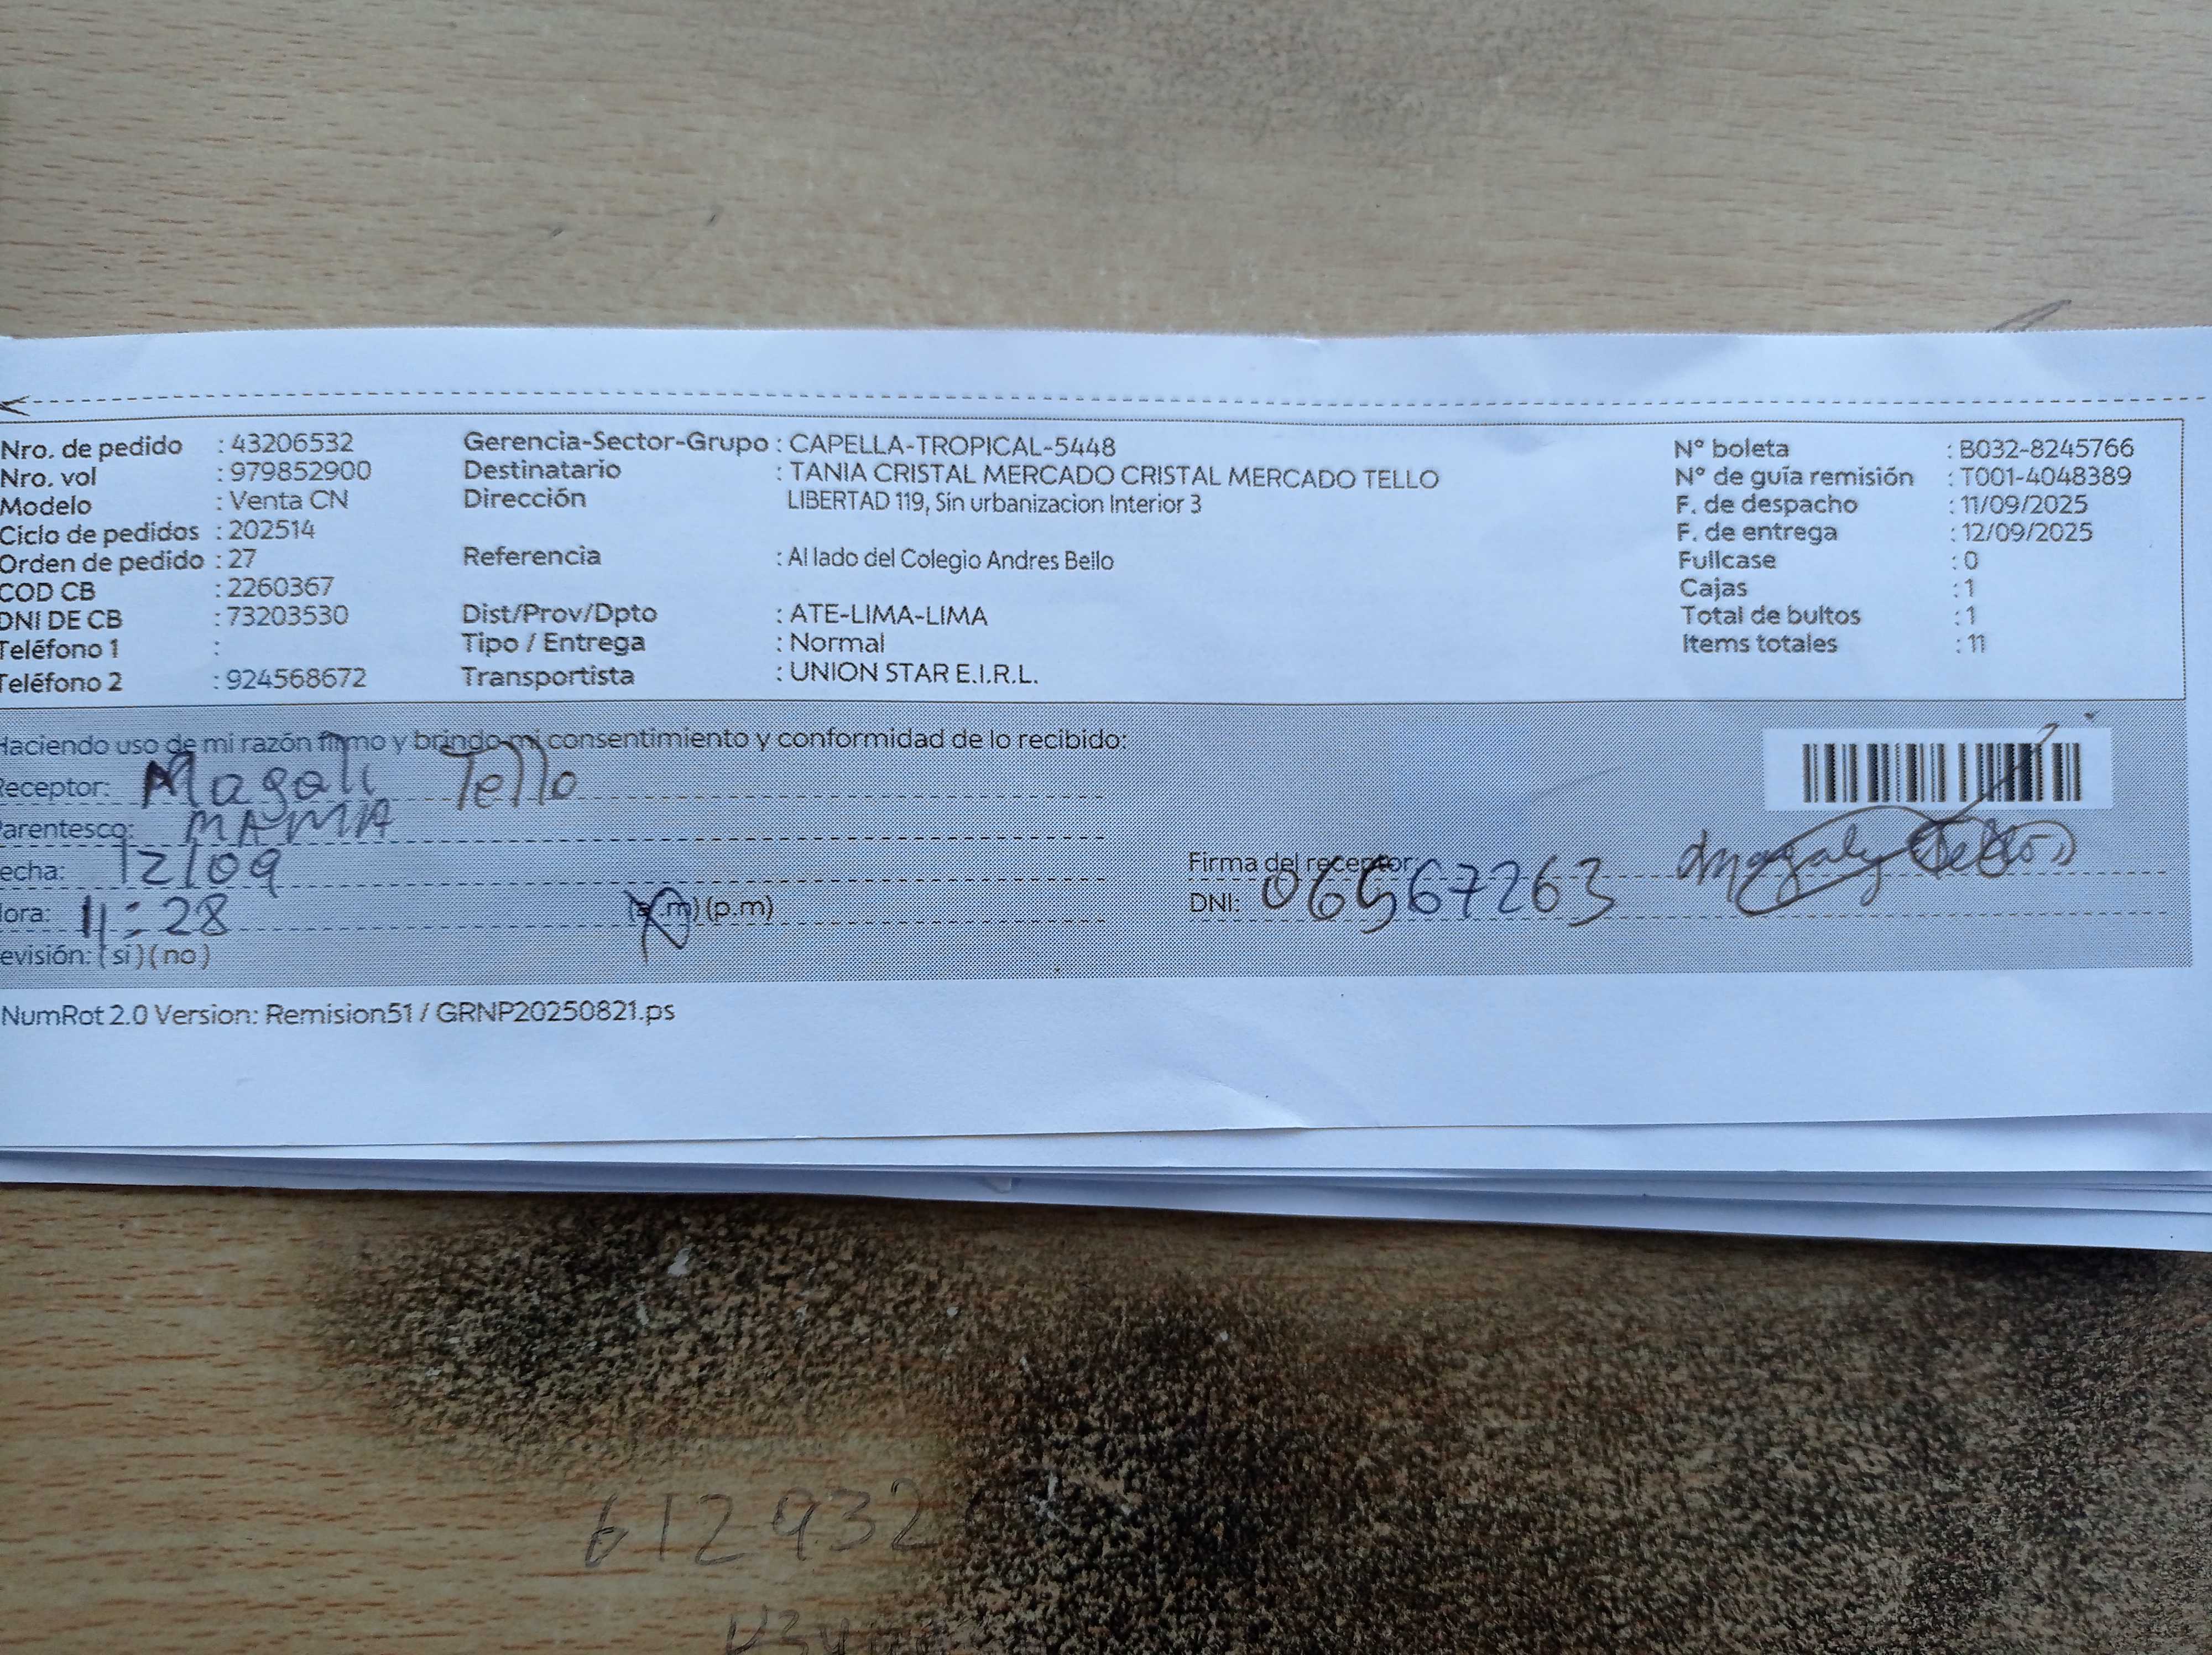 Nro. de pedido : 43206532
Nro. vol : 979852900
Modelo : Venta CN
Ciclo de pedidos : 202514
Orden de pedido : 27
COD CB : 2260367
DNI DE CB : 73203530
Teléfono 1 :
Teléfono 2 : 924568672
Gerencia-Sector-Grupo : CAPELLA-TROPICAL-5448
Destinatario : TANIA CRISTAL MERCADO CRISTAL MERCADO TELLO
Dirección LIBERTAD 119, Sin urbanizacion Interior 3
Referencia : Al lado del Colegio Andres Bello
Dist/Prov/Dpto : ATE-LIMA-LIMA
Tipo / Entrega : Normal
Transportista : UNION STAR E.I.R.L.
N° boleta : B032-8245766
N° de guía remisión : T001-4048389
F. de despacho : 11/09/2025
F. de entrega : 12/09/2025
Fullcase : 0
Cajas : 1
Total de bultos : 1
Items totales : 11
Haciendo uso de mi razón firmo y brindo mi consentimiento y conformidad de lo recibido:
Receptor: Magali Tello
Parentesco: MAMA
echa: 12/09
Hora: 11:28 (a.m) (p.m)
evisión: (si) (no)
Firma del receptor: Magaly Tello
DNI: 06567263
NumRot 2.0 Version: Remision51 / GRNP20250821.ps
612932